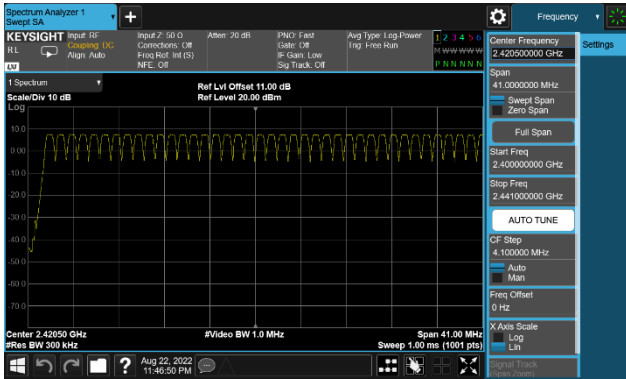 Spectrum Analyzer 1
Swept SA
Frequency
KEYSIGHT
Input: RF
Coupling: DC
Align: Auto
Input Z: 50 Ω
Corrections: Off
Freq Ref: Int (S)
NFE: Off
Atten: 20 dB
PNO: Fast
Gate: Off
IF Gain: Low
Sig Track: Off
Avg Type: Log-Power
Trig: Free Run
1 2 3 4 5 6
M W W W W W
P N N N N N
R L
LXI
Center Frequency
2.420500000 GHz
Settings
Span
41.0000000 MHz
Swept Span
Zero Span
Full Span
Start Freq
2.400000000 GHz
Stop Freq
2.441000000 GHz
AUTO TUNE
CF Step
4.100000 MHz
Auto
Man
Freq Offset
0 Hz
X Axis Scale
Log
Lin
Signal Track
(Span Zoom)
1 Spectrum
Scale/Div 10 dB
Ref Lvl Offset 11.00 dB
Ref Level 20.00 dBm
Log
10.0
0.00
-10.0
-20.0
-30.0
-40.0
-50.0
-60.0
-70.0
Center 2.42050 GHz
#Video BW 1.0 MHz
Span 41.00 MHz
#Res BW 300 kHz
Sweep 1.00 ms (1001 pts)
?
Aug 22, 2022
11:46:50 PM